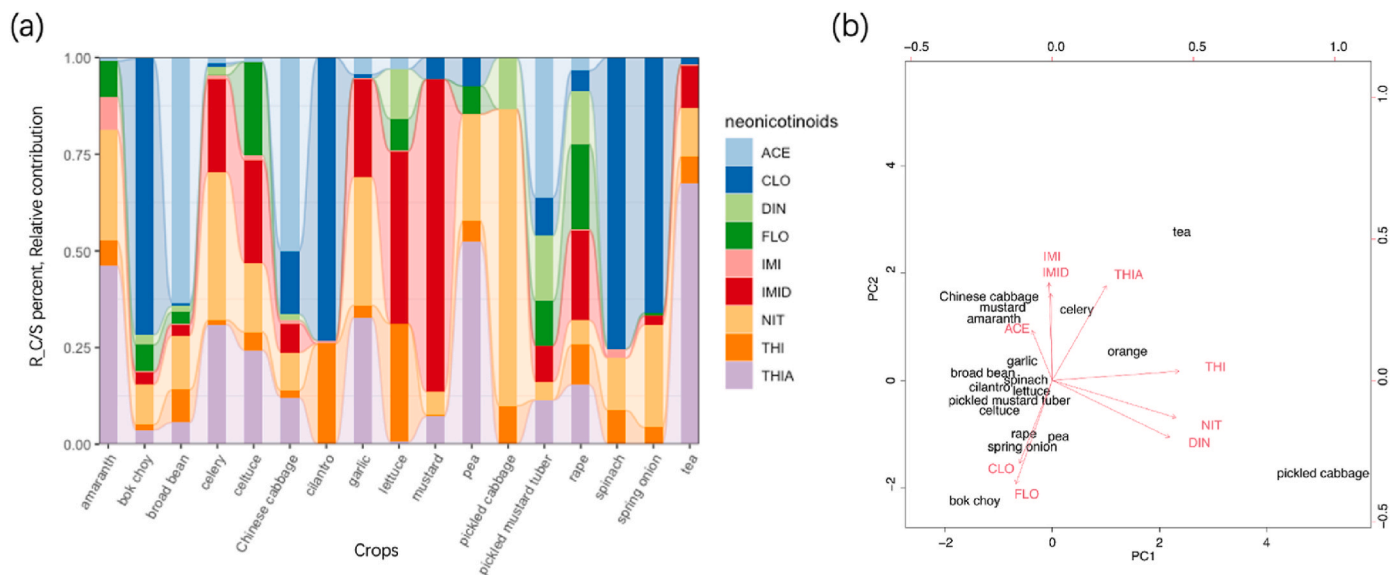 (a)
R_C/S percent, Relative contribution
1.00
0.75
0.50
0.25
0.00
amaranth
bok choy
broad bean
celery
celtuce
Chinese cabbage
cilantro
garlic
lettuce
mustard
pea
pickled cabbage
pickled mustard tuber
rape
spinach
spring onion
tea
Crops
neonicotinoids
ACE
CLO
DIN
FLO
IMI
IMID
NIT
THI
THIA
(b)
-0.5
0.0
0.5
1.0
PC2
4
2
0
-2
1.0
0.5
0.0
-0.5
tea
IMI
IMID
THIA
Chinese cabbage
mustard
celery
amaranth
ACE
orange
garlic
THI
broad bean
spinach
cilantro
lettuce
pickled mustard tuber
celtuce
NIT
rape
pea
DIN
spring onion
CLO
pickled cabbage
FLO
bok choy
-2
0
2
4
PC1